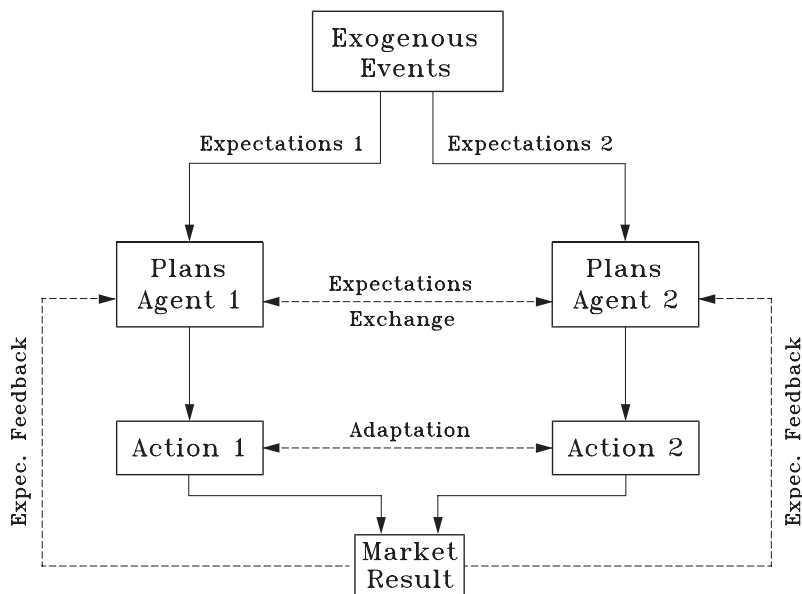 Exogenous
Events
Expectations 1
Expectations 2
Plans
Agent 1
Expectations
Exchange
Plans
Agent 2
Expec. Feedback
Expec. Feedback
Action 1
Adaptation
Action 2
Market
Result